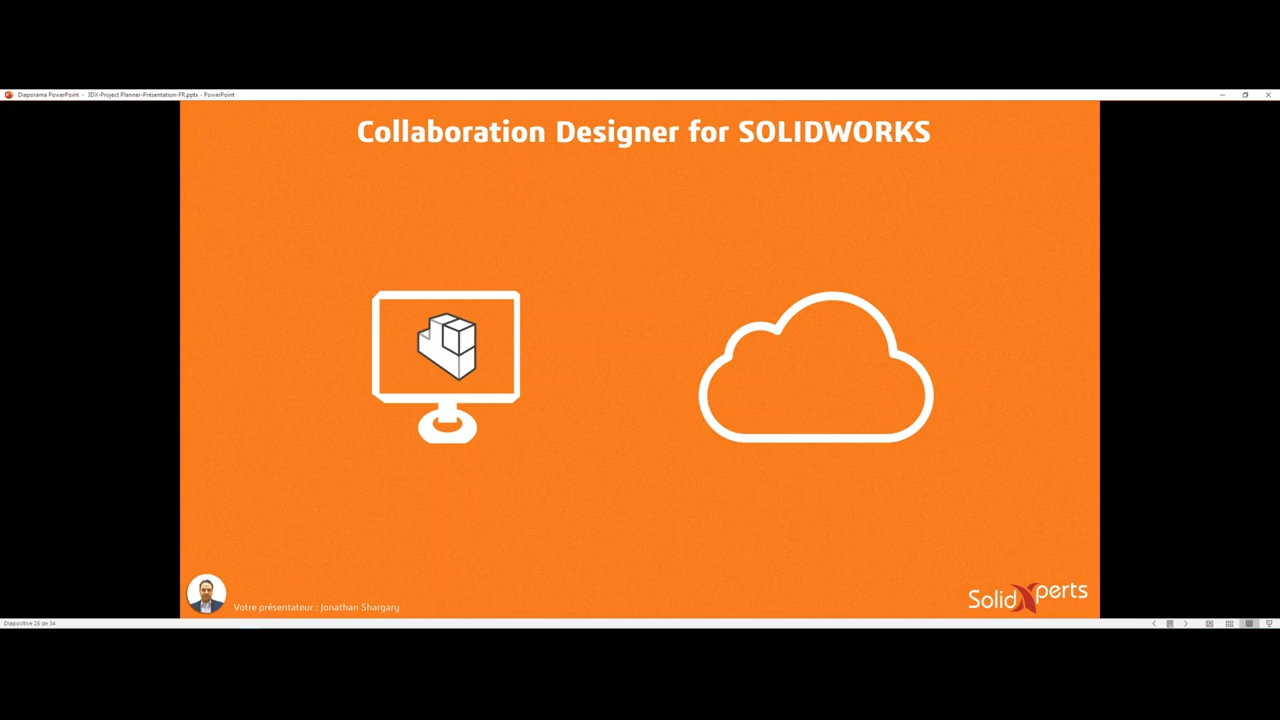 Diaporama PowerPoint - 3DX-Project Planner-Présentation-FR.pptx - PowerPoint
Collaboration Designer for SOLIDWORKS
Votre présentateur : Jonathan Shargary
SolidXperts
Diapositive 26 de 34